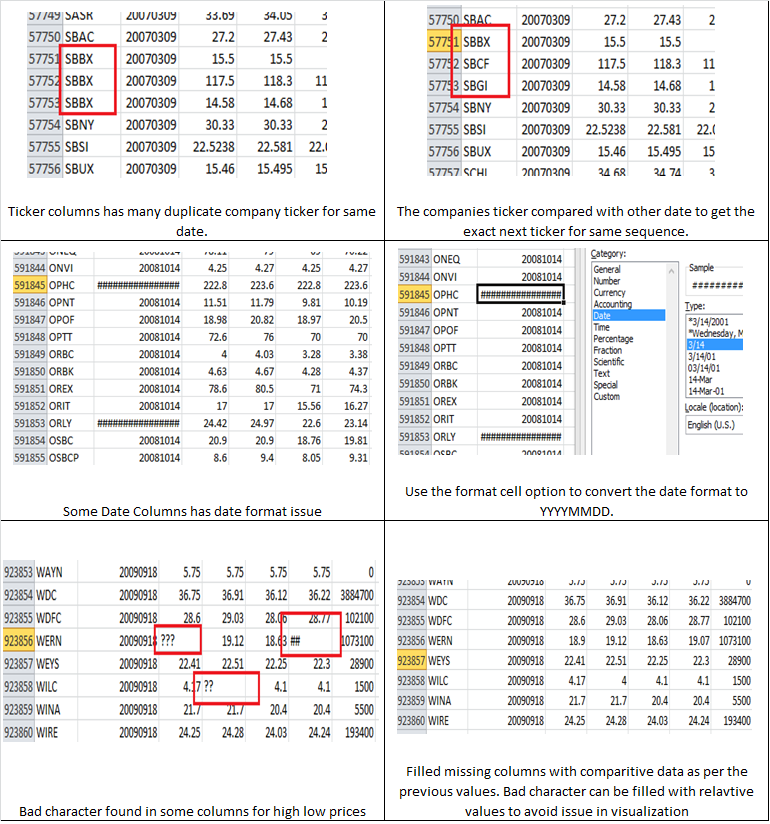 57749 SASR 20070309 33.69 34.05
57750 SBAC 20070309 27.2 27.43 2
57751 SBBX 20070309 15.5 15.5
57752 SBBX 20070309 117.5 118.3 11
57753 SBBX 20070309 14.58 14.68 1
57754 SBNY 20070309 30.33 30.33 2
57755 SBSI 20070309 22.5238 22.581 22.0
57756 SBUX 20070309 15.46 15.495 15
Ticker columns has many duplicate company ticker for same
date.
57750 SBAC 20070309 27.2 27.43 2
57751 SBBX 20070309 15.5 15.5
57752 SBCF 20070309 117.5 118.3 11
57753 SBGI 20070309 14.58 14.68 1
57754 SBNY 20070309 30.33 30.33 2
57755 SBSI 20070309 22.5238 22.581 22.0
57756 SBUX 20070309 15.46 15.495 15
57757 SCHL 20070309 34.68 34.74 3
The companies ticker compared with other date to get the
exact next ticker for same sequence.
591843 ONEQ 20081014
591844 ONVI 20081014 4.25 4.27 4.25 4.27
591845 OPHC ################ 222.8 223.6 222.8 223.6
591846 OPNT 20081014 11.51 11.79 9.81 10.19
591847 OPOF 20081014 18.98 20.82 18.97 20.5
591848 OPTT 20081014 72.6 76 70 70
591849 ORBC 20081014 4 4.03 3.28 3.38
591850 ORBK 20081014 4.63 4.67 4.28 4.37
591851 OREX 20081014 78.6 80.5 71 74.3
591852 ORIT 20081014 17 17 15.56 16.27
591853 ORLY ################ 24.42 24.97 22.6 23.14
591854 OSBC 20081014 20.9 20.9 18.76 19.81
591855 OSBCP 20081014 8.6 9.4 8.05 9.31
Some Date Columns has date format issue
591843 ONEQ 20081014
591844 ONVI 20081014
591845 OPHC ################
591846 OPNT 20081014
591847 OPOF 20081014
591848 OPTT 20081014
591849 ORBC 20081014
591850 ORBK 20081014
591851 OREX 20081014
591852 ORIT 20081014
591853 ORLY ################
591854 OSBC 20081014
Category:
General
Number
Currency
Accounting
Date
Time
Percentage
Fraction
Scientific
Text
Special
Custom
Sample
#########
Type:
*3/14/2001
*Wednesday, M
3/14
3/14/01
03/14/01
14-Mar
14-Mar-01
Locale (location):
English (U.S.)
Use the format cell option to convert the date format to
YYYYMMDD.
923853 WAYN 20090918 5.75 5.75 5.75 5.75 0
923854 WDC 20090918 36.75 36.91 36.12 36.22 3884700
923855 WDFC 20090918 28.6 29.03 28.06 28.77 102100
923856 WERN 20090918 ??? 19.12 18.63 ## 1073100
923857 WEYS 20090918 22.41 22.51 22.25 22.3 28900
923858 WILC 20090918 4.17 ?? 4.1 4.1 1500
923859 WINA 20090918 21.7 21.7 20.4 20.4 5500
923860 WIRE 20090918 24.25 24.28 24.03 24.24 193400
Bad character found in some columns for high low prices
923853 WAYN 20090918 5.75 5.75 5.75 5.75 0
923854 WDC 20090918 36.75 36.91 36.12 36.22 3884700
923855 WDFC 20090918 28.6 29.03 28.06 28.77 102100
923856 WERN 20090918 18.9 19.12 18.63 19.07 1073100
923857 WEYS 20090918 22.41 22.51 22.25 22.3 28900
923858 WILC 20090918 4.17 4 4.1 4.1 1500
923859 WINA 20090918 21.7 21.7 20.4 20.4 5500
923860 WIRE 20090918 24.25 24.28 24.03 24.24 193400
Filled missing columns with comparitive data as per the
previous values. Bad character can be filled with relavtive
values to avoid issue in visualization